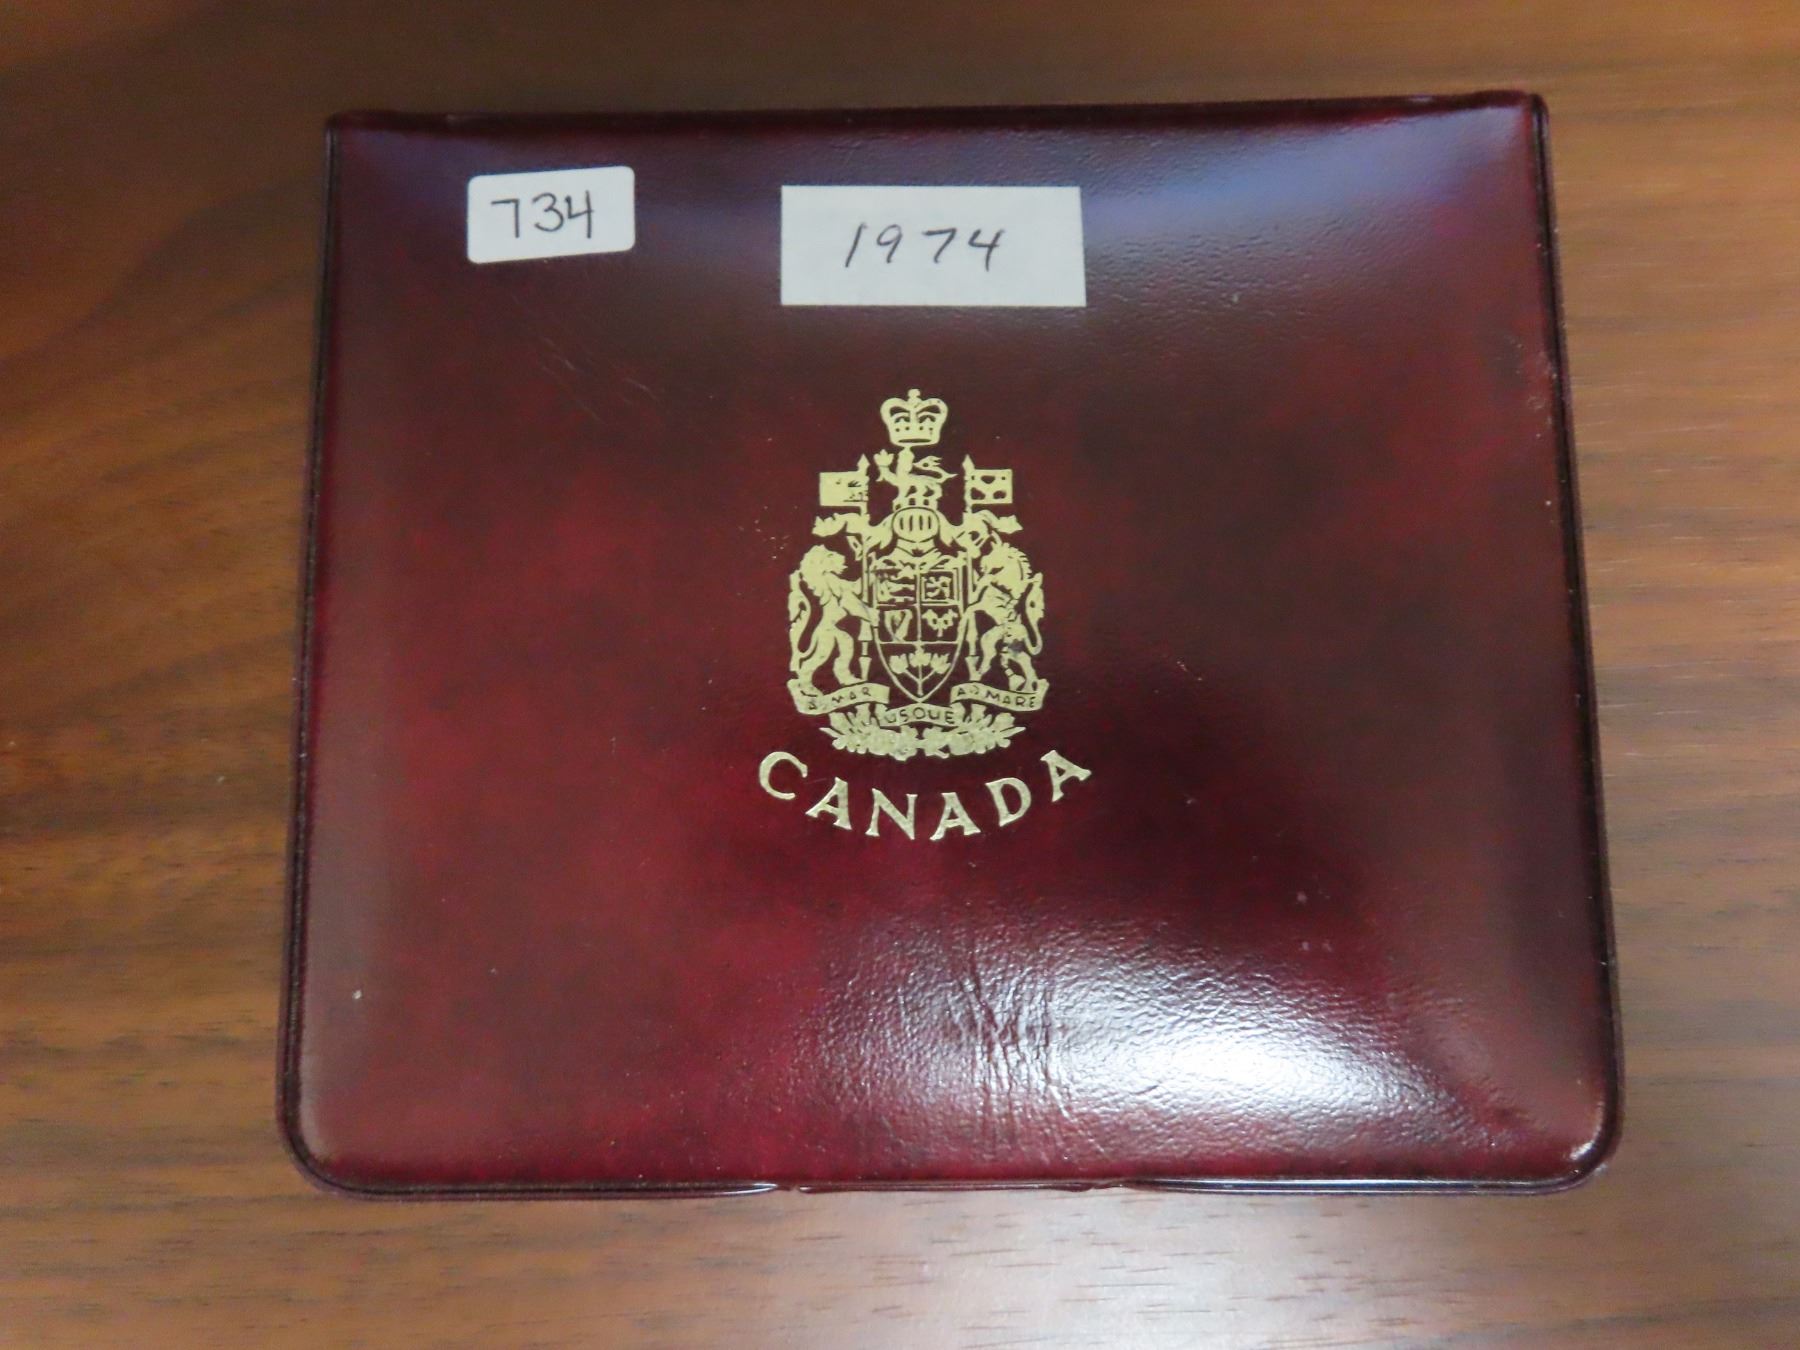 734
1974
A MARI
USQUE
AD MARE
CANADA